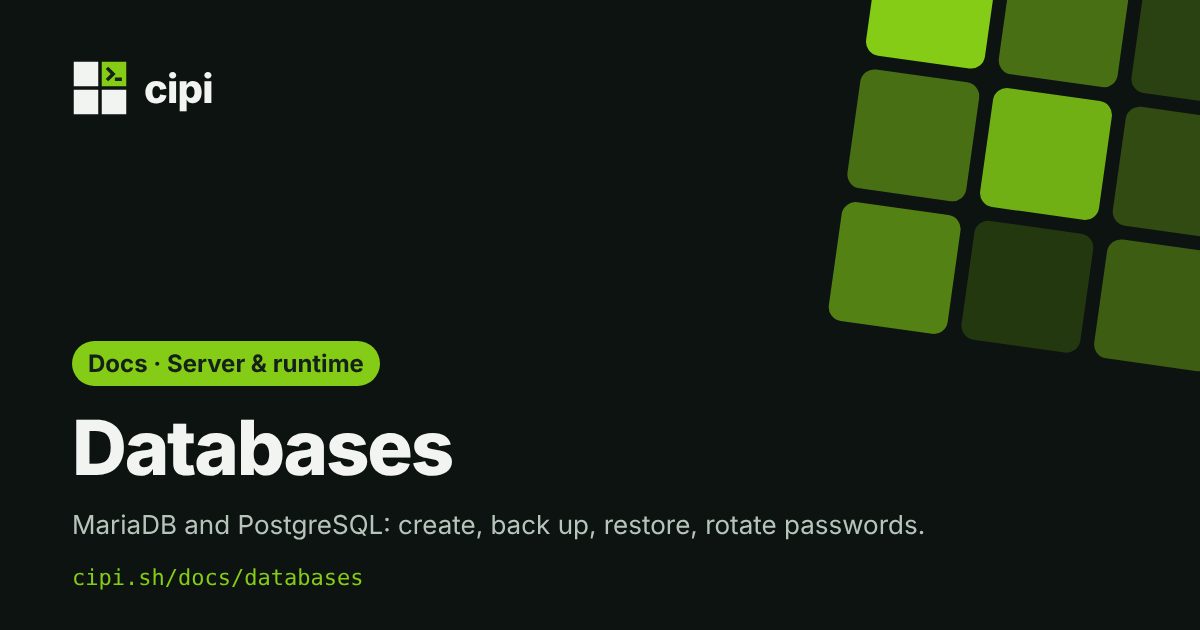 cipi
Docs · Server & runtime
Databases
MariaDB and PostgreSQL: create, back up, restore, rotate passwords.
cipi.sh/docs/databases